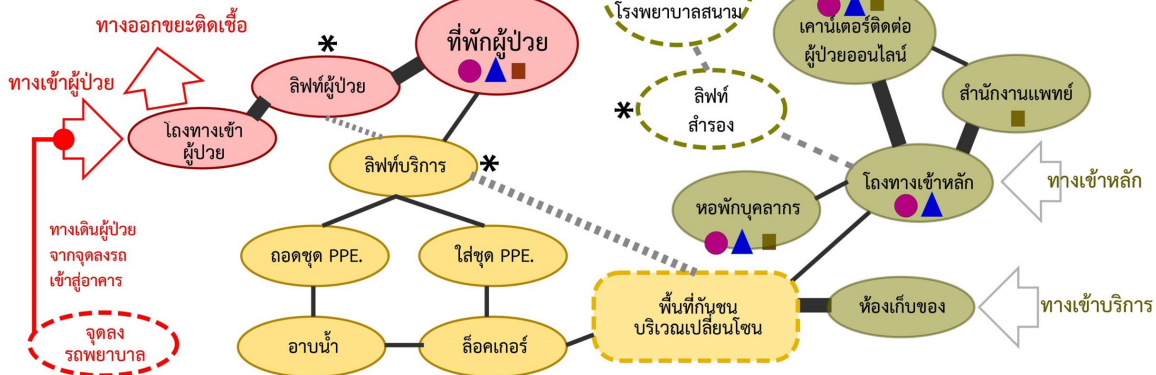 ทางออกขยะติดเชื้อ
*
ที่พักผู้ป่วย
โรงพยาบาลสนาม
เคาน์เตอร์ติดต่อ
ผู้ป่วยออนไลน์
ทางเข้าผู้ป่วย
ลิฟท์ผู้ป่วย
ลิฟท์
สำรอง
*
สำนักงานแพทย์
โถงทางเข้า
ผู้ป่วย
ลิฟท์บริการ
*
โถงทางเข้าหลัก
ทางเข้าหลัก
หอพักบุคลากร
ทางเดินผู้ป่วย
จากจุดลงรถ
เข้าสู่อาคาร
ถอดชุด PPE.
ใส่ชุด PPE.
พื้นที่กันชน
บริเวณเปลี่ยนโซน
ห้องเก็บของ
ทางเข้าบริการ
จุดลง
รถพยาบาล
อาบน้ำ
ล็อคเกอร์